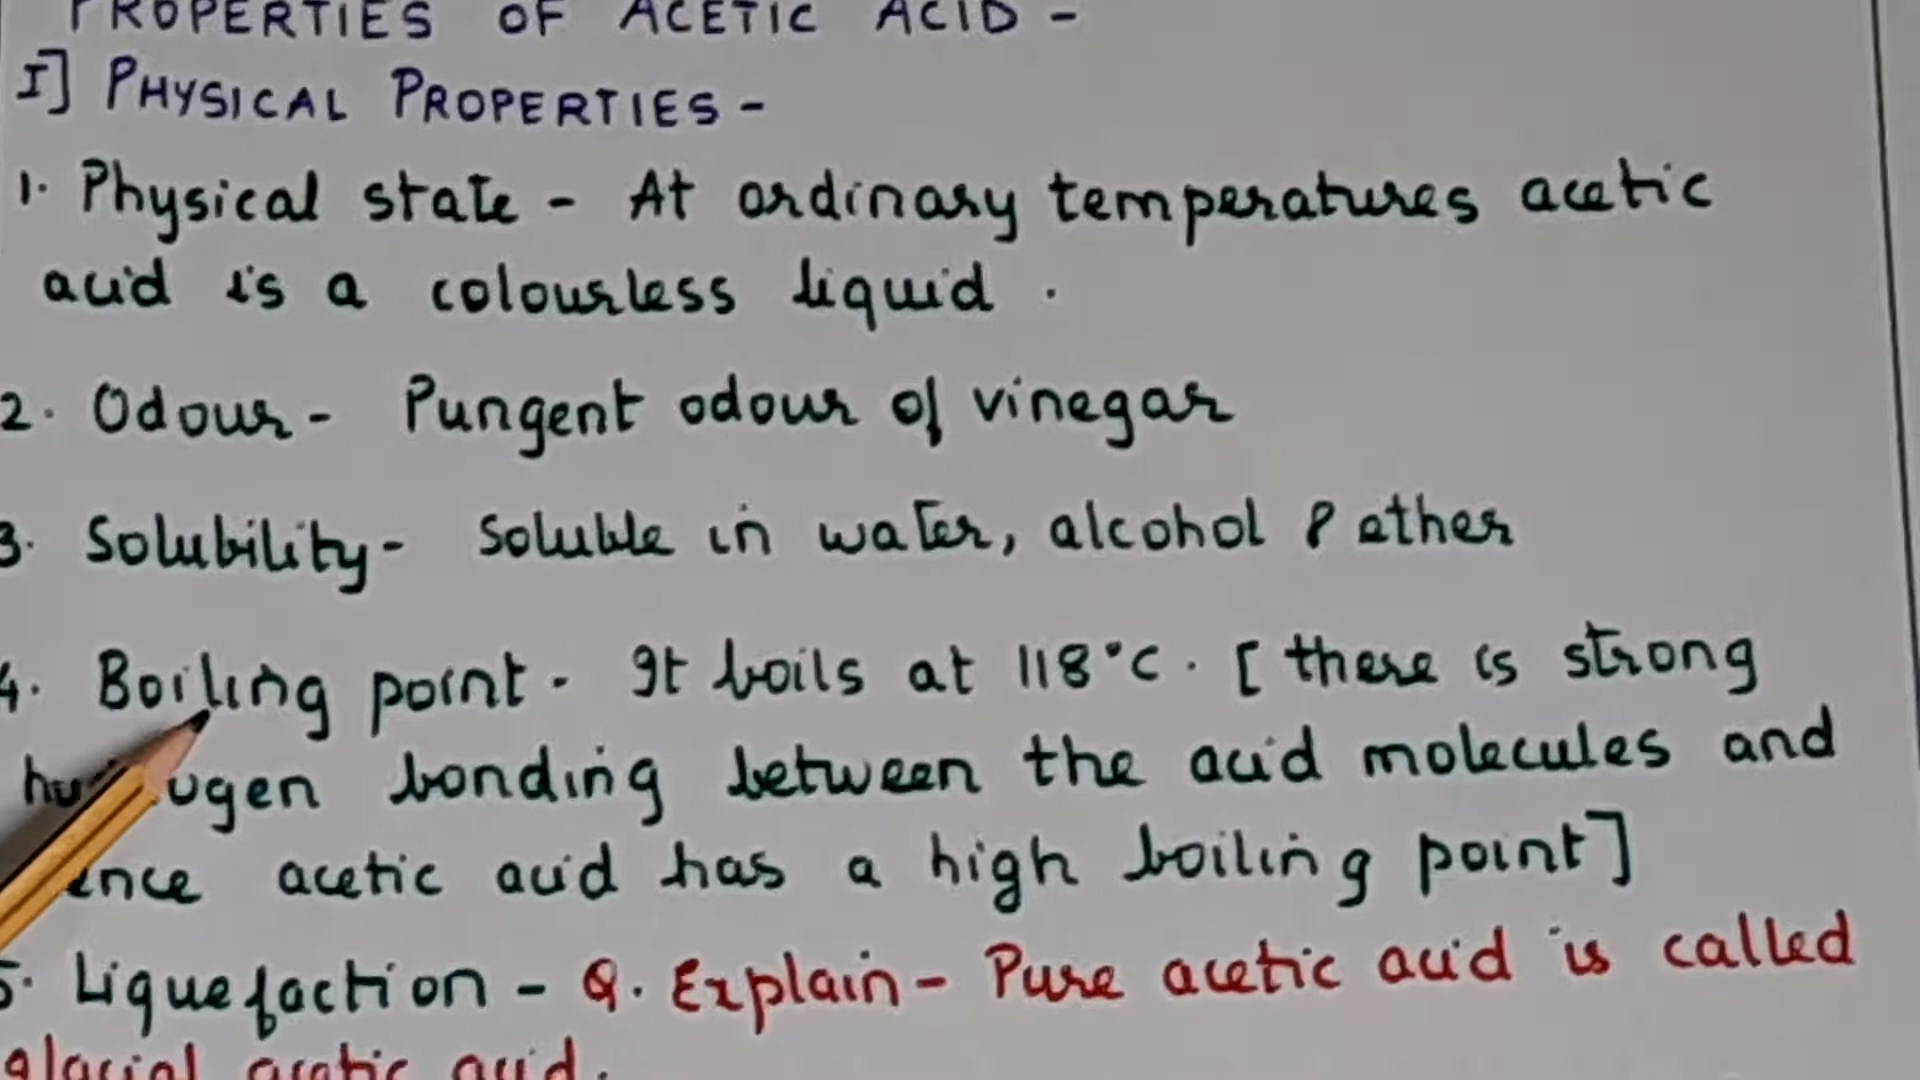 PROPERTIES OF ACETIC ACID -
I] PHYSICAL PROPERTIES -
1. Physical state - At ordinary temperatures acetic
acid is a colourless liquid .
2. Odour - Pungent odour of vinegar
3. Solubility - Soluble in water, alcohol & ether
4. Boiling point - It boils at 118°C. [ there is strong
bonding between the acid molecules and
acetic acid has a high boiling point]
5. Liquefaction - Q. Explain - Pure acetic acid is called
glacial acetic acid.